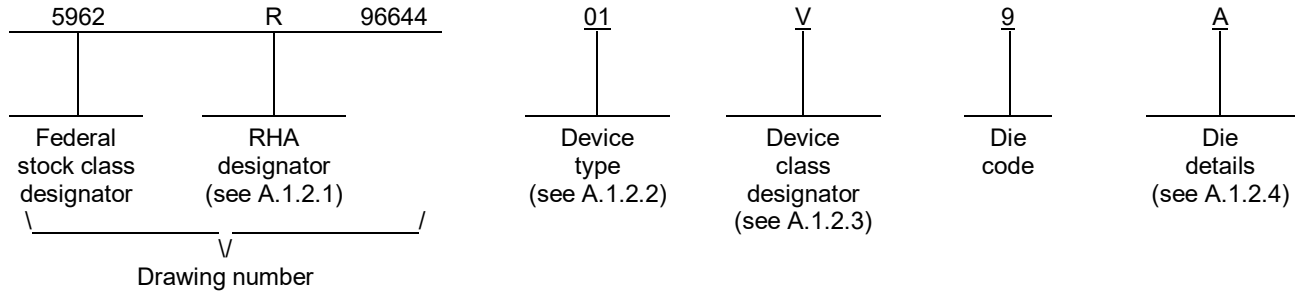 5962 R 96644 01 V 9 A
Federal RHA Device Device Die Die
stock class designator type class code details
designator (see A.1.2.1) (see A.1.2.2) designator (see A.1.2.4)
(see A.1.2.3)
Drawing number